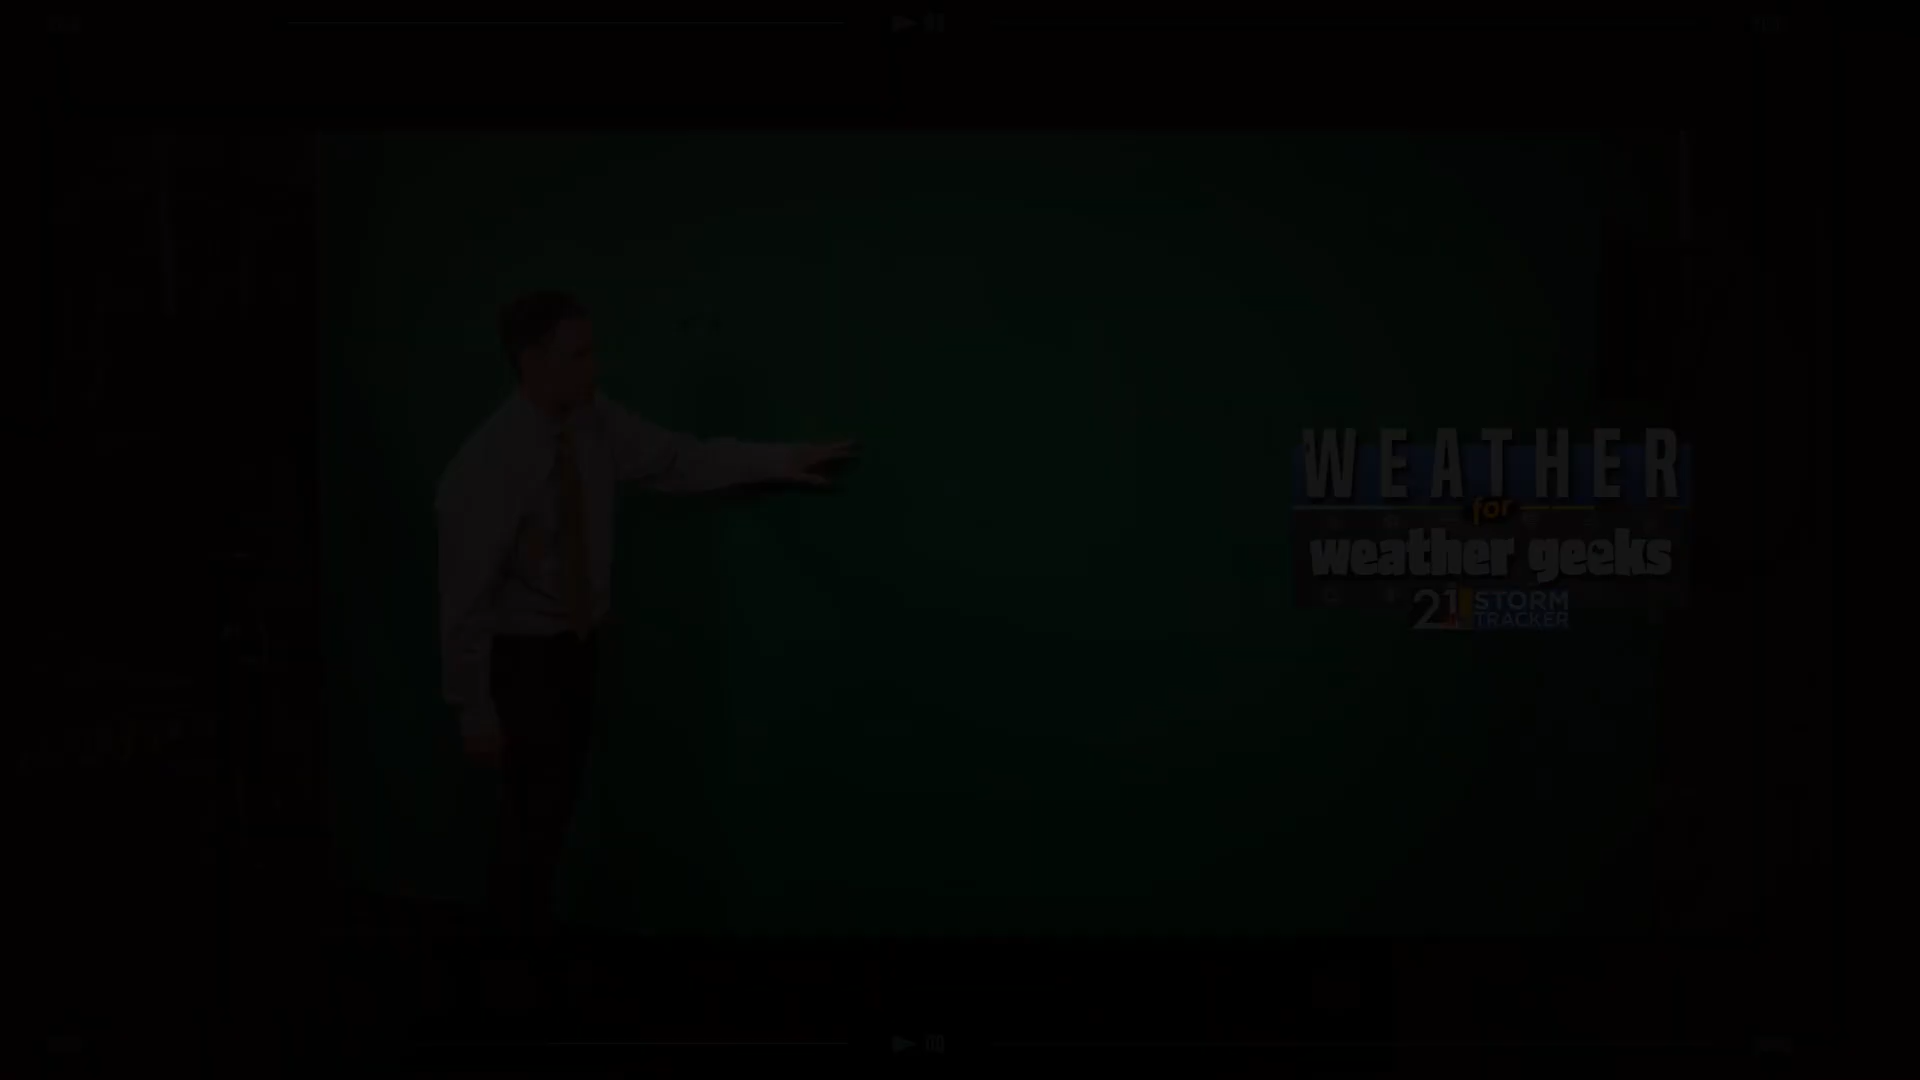 WEATHER
for
weather geeks
21 STORM
TRACKER